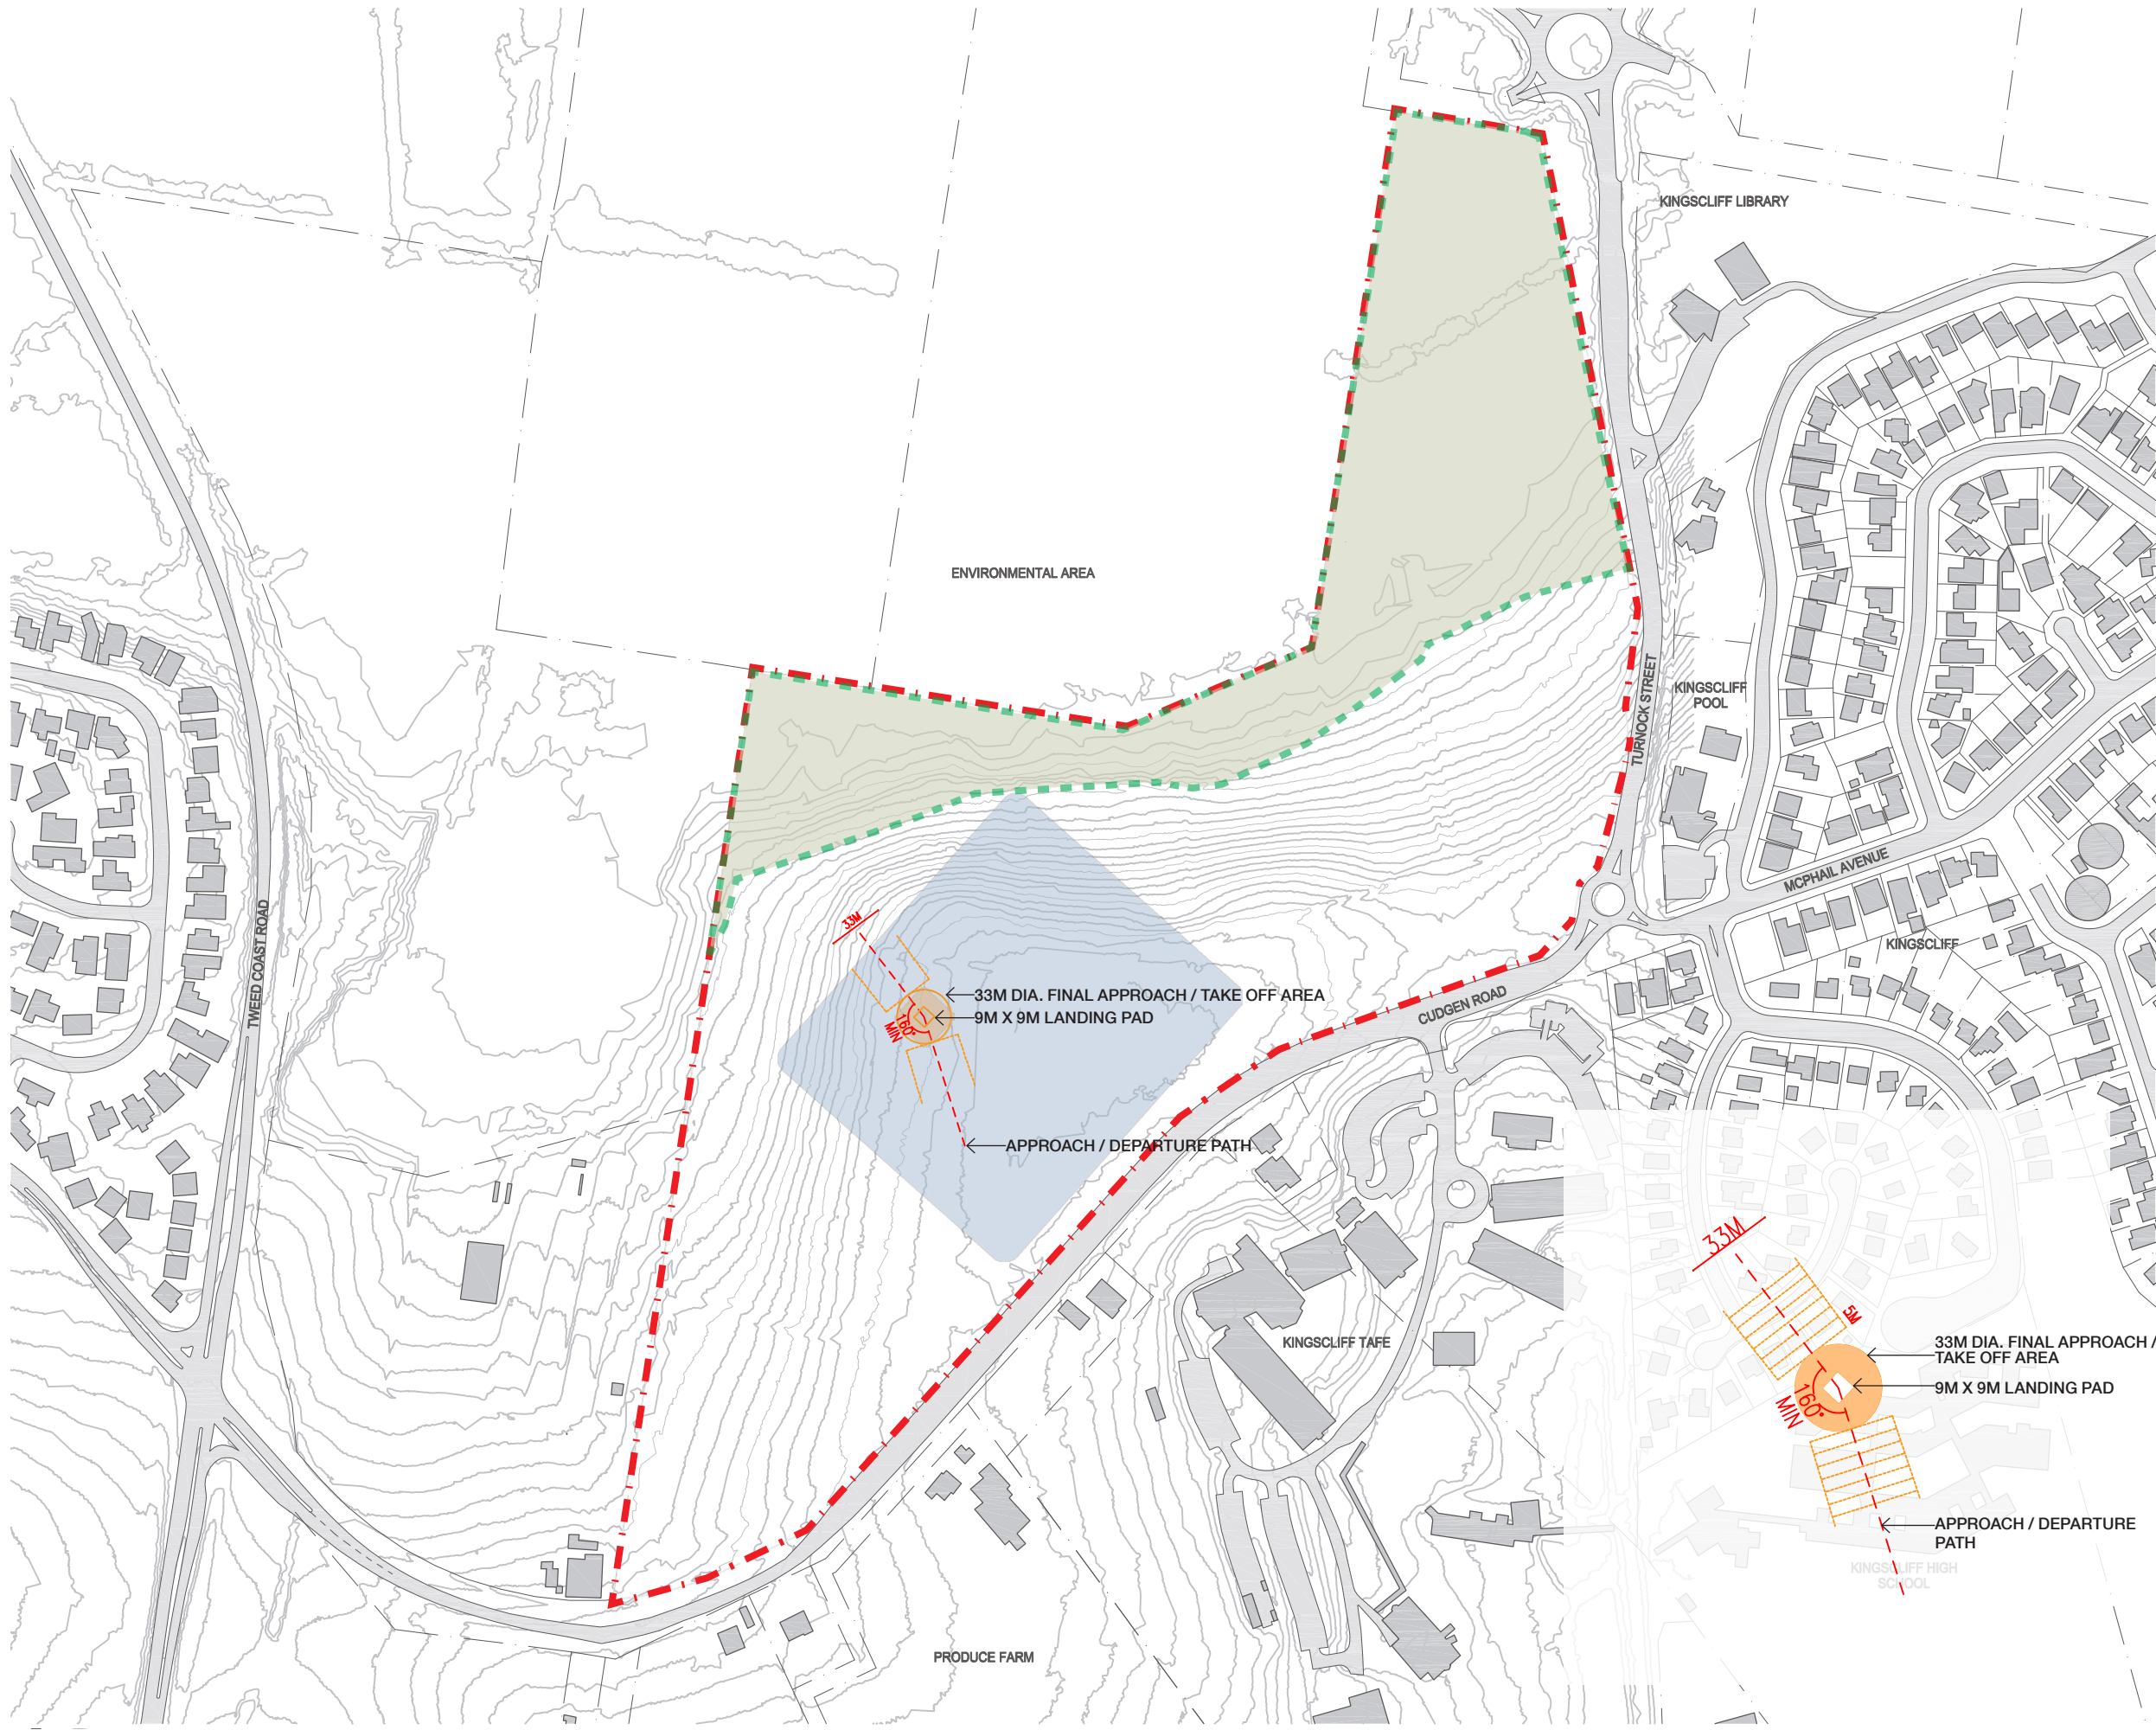 KINGSCLIFF LIBRARY
ENVIRONMENTAL AREA
TURNOCK STREET
KINGSCLIFF
POOL
MCPHAIL AVENUE
TWEED COAST ROAD
33M
KINGSCLIFF
33M DIA. FINAL APPROACH / TAKE OFF AREA
9M X 9M LANDING PAD
160°
MIN
CUDGEN ROAD
APPROACH / DEPARTURE PATH
33M
5M
KINGSCLIFF TAFE
33M DIA. FINAL APPROACH /
TAKE OFF AREA
9M X 9M LANDING PAD
160°
MIN
APPROACH / DEPARTURE
PATH
KINGSCLIFF HIGH
SCHOOL
PRODUCE FARM